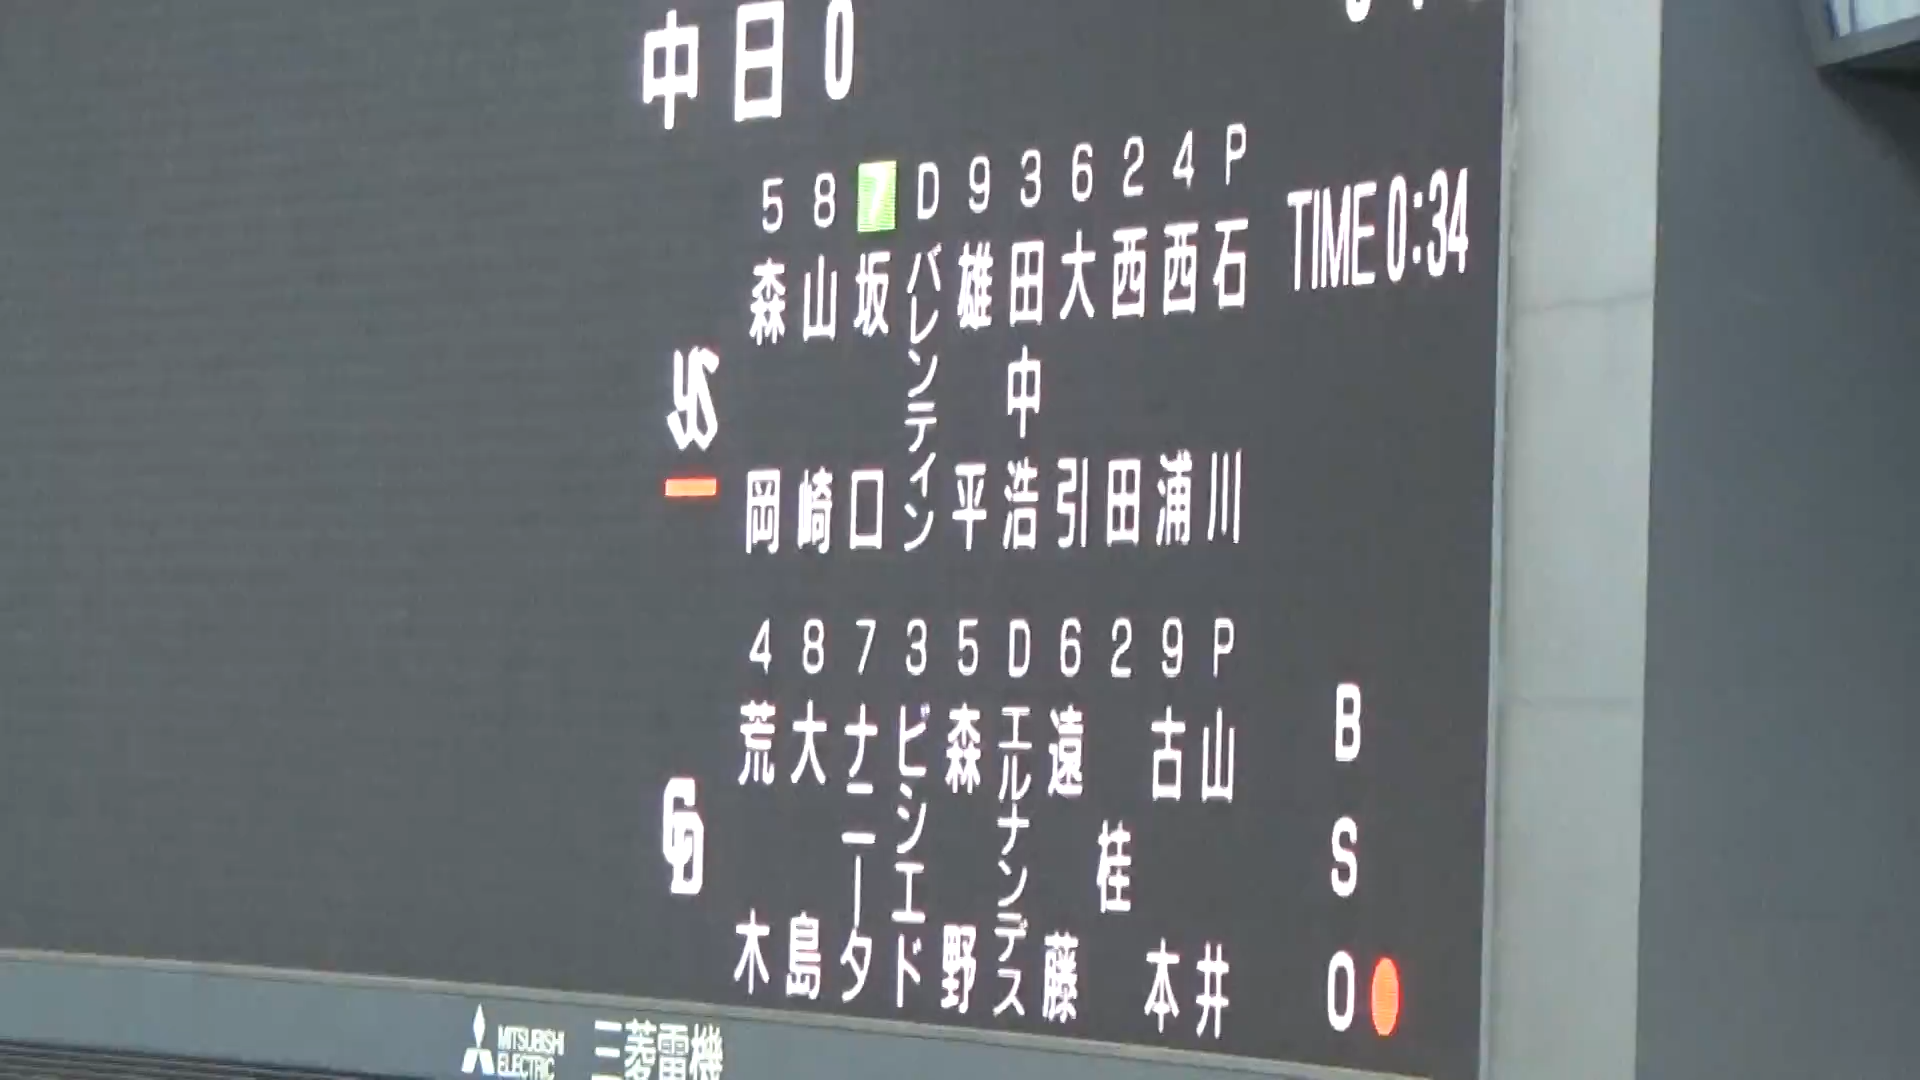 中日 0
5 8 7 D 9 3 6 2 4 P
森岡 山崎 坂口 バレンティン 雄平 田中浩 大引 西田 西浦 石川
TIME 0:34
YS
4 8 7 3 5 D 6 2 9 P
荒木 大島 ナニータ ビシエド 森野 エルナンデス 遠藤 桂 古本 山井
CD
B
S
O
MITSUBISHI
ELECTRIC
三菱電機